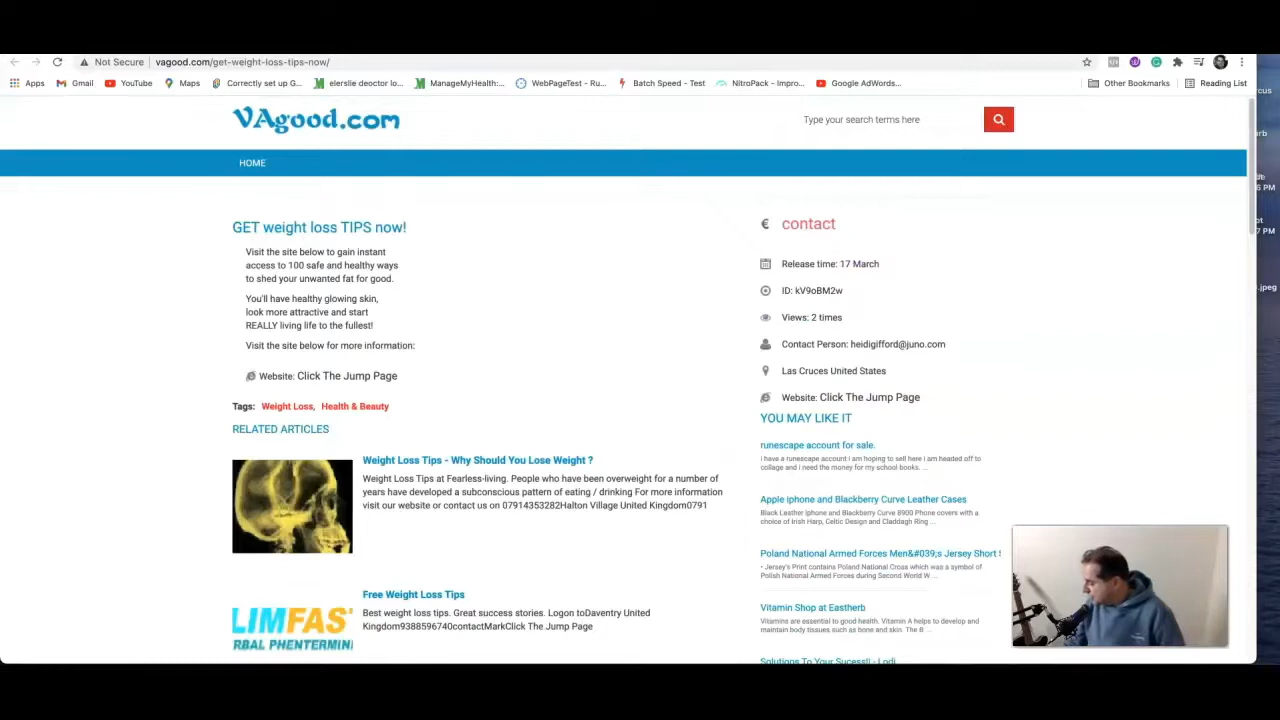 Not Secure
vagood.com/get-weight-loss-tips-now/
Apps
Gmail
YouTube
Maps
Correctly set up G...
elerslie deoctor lo...
ManageMyHealth:...
WebPageTest - Ru...
Batch Speed - Test
NitroPack - Impro...
Google AdWords...
Other Bookmarks
Reading List
VAgood.com
Type your search terms here
HOME
GET weight loss TIPS now!
Visit the site below to gain instant
access to 100 safe and healthy ways
to shed your unwanted fat for good.
You'll have healthy glowing skin,
look more attractive and start
REALLY living life to the fullest!
Visit the site below for more information:
Website: Click The Jump Page
Tags: Weight Loss, Health & Beauty
RELATED ARTICLES
Weight Loss Tips - Why Should You Lose Weight ?
Weight Loss Tips at Fearless-living. People who have been overweight for a number of
years have developed a subconscious pattern of eating / drinking For more information
visit our website or contact us on 07914353282Halton Village United Kingdom0791
Free Weight Loss Tips
Best weight loss tips. Great success stories. Logon toDaventry United
Kingdom9388596740contactMarkClick The Jump Page
LIMFAS
RBAL PHENTERMIN
€ contact
Release time: 17 March
ID: kV9oBM2w
Views: 2 times
Contact Person: heidigifford@juno.com
Las Cruces United States
Website: Click The Jump Page
YOU MAY LIKE IT
runescape account for sale.
i have a runescape account i am hoping to sell here i am headed off to
collage and i need the money for my school books. ...
Apple iphone and Blackberry Curve Leather Cases
Black Leather iphone and Blackberry Curve 8900 Phone covers with a
choice of Irish Harp, Celtic Design and Claddagh Ring ...
Poland National Armed Forces Men&#039;s Jersey Short S
• Jersey's Print contains Poland National Cross which was a symbol of
Polish National Armed Forces during Second World W ...
Vitamin Shop at Eastherb
Vitamins are essential to good health. Vitamin A helps to develop and
maintain body tissues such as bone and skin. The B ...
Solutions To Your Sucess!! - Lodi